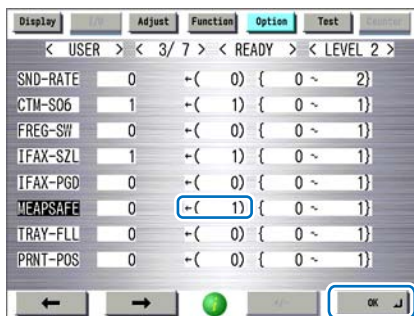 Display I/O Adjust Function Option Test Counter
< USER > < 3/ 7 > < READY > < LEVEL 2 >
SND-RATE 0 ←( 0) { 0 ~ 2}
CTM-S06 1 ←( 1) { 0 ~ 1}
FREG-SW 0 ←( 0) { 0 ~ 1}
IFAX-SZL 1 ←( 1) { 0 ~ 1}
IFAX-PGD 0 ←( 0) { 0 ~ 1}
MEAPSAFE 0 ←( 1) { 0 ~ 1}
TRAY-FLL 0 ←( 0) { 0 ~ 1}
PRNT-POS 0 ←( 0) { 0 ~ 1}
← → +/- OK ↵